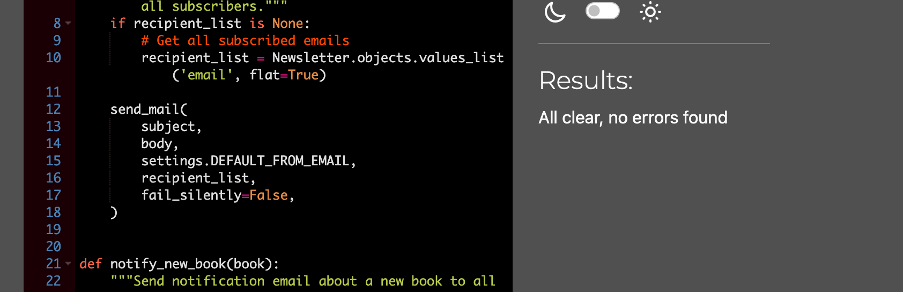 all subscribers."""
8 if recipient_list is None:
9 # Get all subscribed emails
10 recipient_list = Newsletter.objects.values_list
('email', flat=True)
11
12 send_mail(
13 subject,
14 body,
15 settings.DEFAULT_FROM_EMAIL,
16 recipient_list,
17 fail_silently=False,
18 )
19
20
21 def notify_new_book(book):
22 """Send notification email about a new book to all
Results:
All clear, no errors found